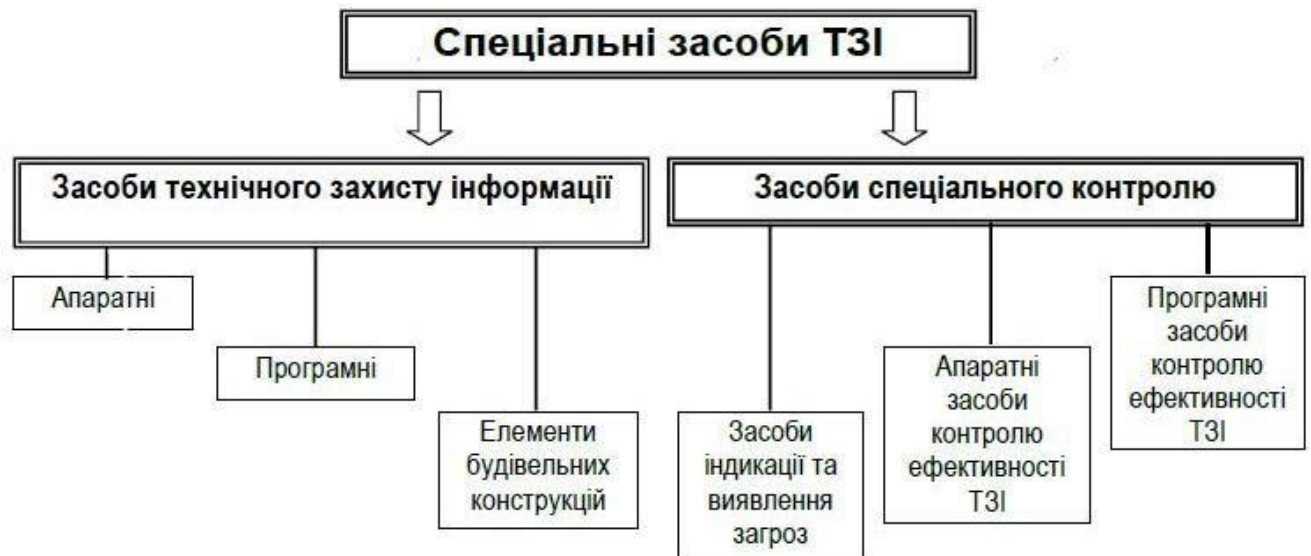 Спеціальні засоби ТЗІ
Засоби технічного захисту інформації
Засоби спеціального контролю
Апаратні
Програмні
Елементи
будівельних
конструкцій
Засоби
індикації та
виявлення
загроз
Апаратні
засоби
контролю
ефективності
ТЗІ
Програмні
засоби
контролю
ефективності
ТЗІ